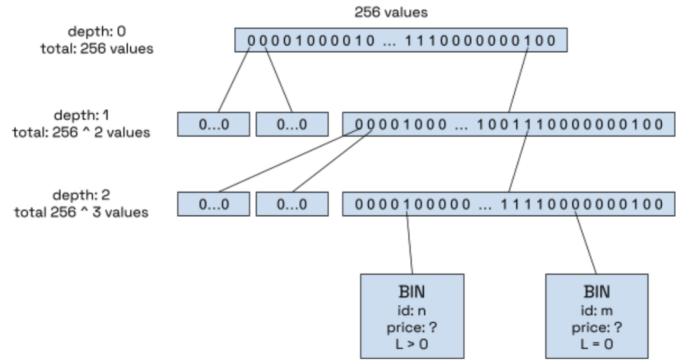 256 values
depth: 0
total: 256 values
00001000010 ... 11100000000100
depth: 1
total: 256 ^ 2 values
0...0
0...0
00001000 ... 1001110000000100
depth: 2
total 256 ^ 3 values
0...0
0...0
0000100000 ... 11110000000100
BIN
id: n
price: ?
L > 0
BIN
id: m
price: ?
L = 0